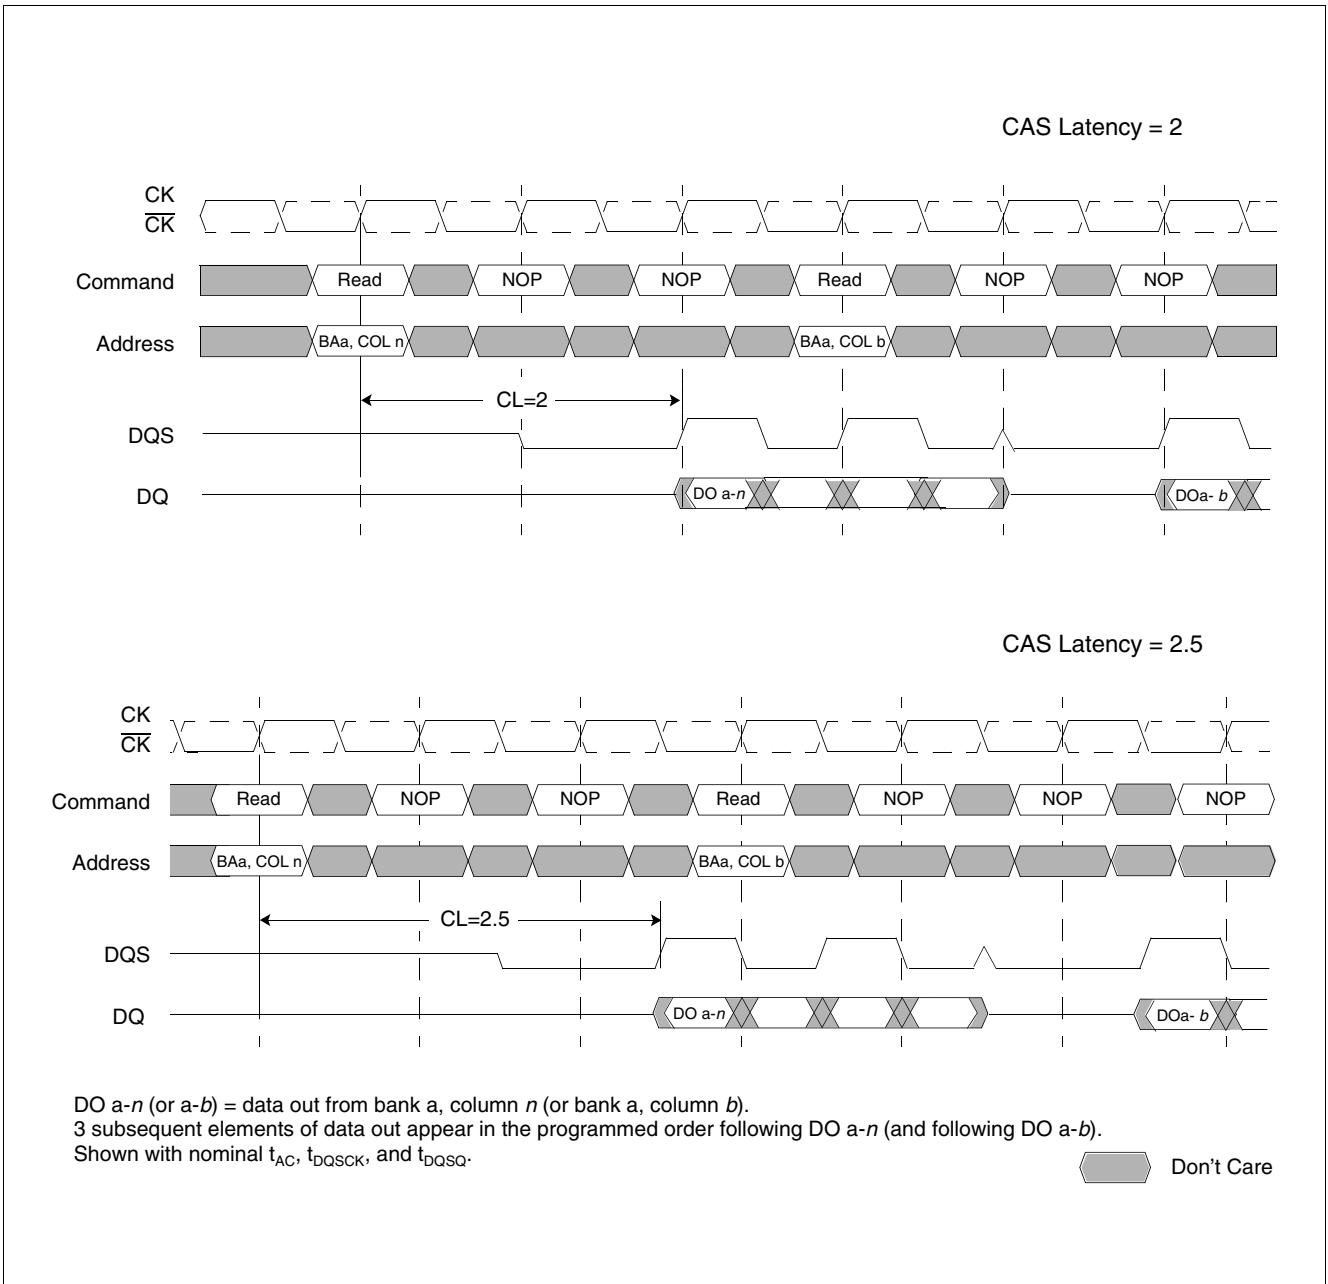 CAS Latency = 2
CK
CK
Command Read NOP NOP Read NOP NOP
Address BAa, COL n BAa, COL b
CL=2
DQS
DQ DO a-n DOa- b
CAS Latency = 2.5
CK
CK
Command Read NOP NOP Read NOP NOP NOP
Address BAa, COL n BAa, COL b
CL=2.5
DQS
DQ DO a-n DOa- b
DO a-n (or a-b) = data out from bank a, column n (or bank a, column b).
3 subsequent elements of data out appear in the programmed order following DO a-n (and following DO a-b).
Shown with nominal tAC, tDQSCK, and tDQSQ.
Don't Care